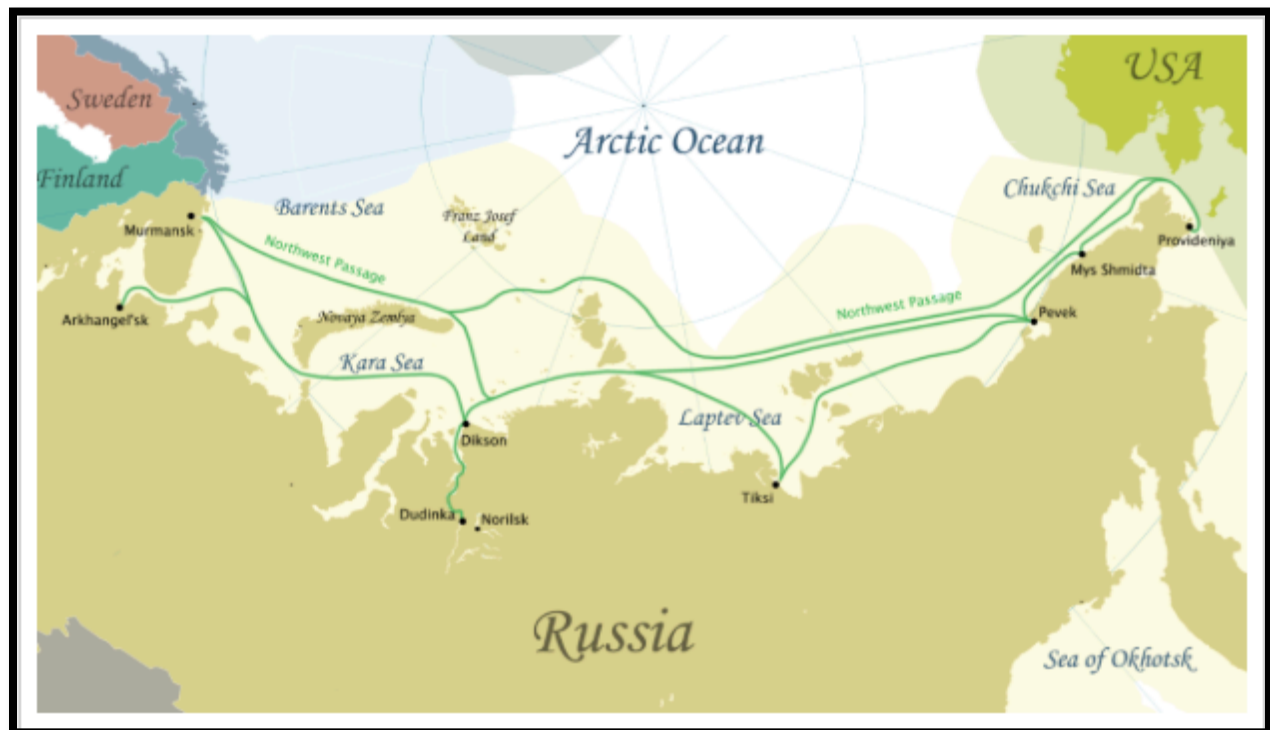 USA
Sweden
Arctic Ocean
Finland
Chukchi Sea
Barents Sea
Franz Josef
Land
Murmansk
Northwest Passage
Provideniya
Mys Shmidta
Northwest Passage
Arkhangel'sk
Novaya Zemlya
Pevek
Kara Sea
Laptev Sea
Dikson
Tiksi
Dudinka
Norilsk
Russia
Sea of Okhotsk